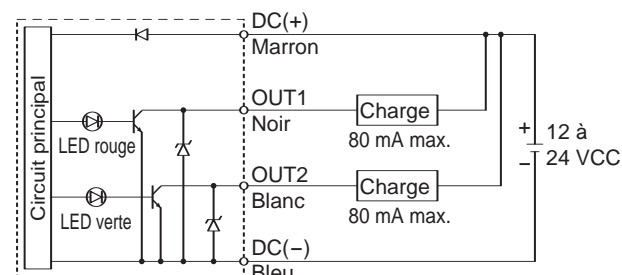 DC(+)
Marron
Circuit principal
LED rouge
OUT1
Noir
Charge
80 mA max.
+
12 à
24 VCC
−
LED verte
OUT2
Blanc
Charge
80 mA max.
DC(−)
Bleu